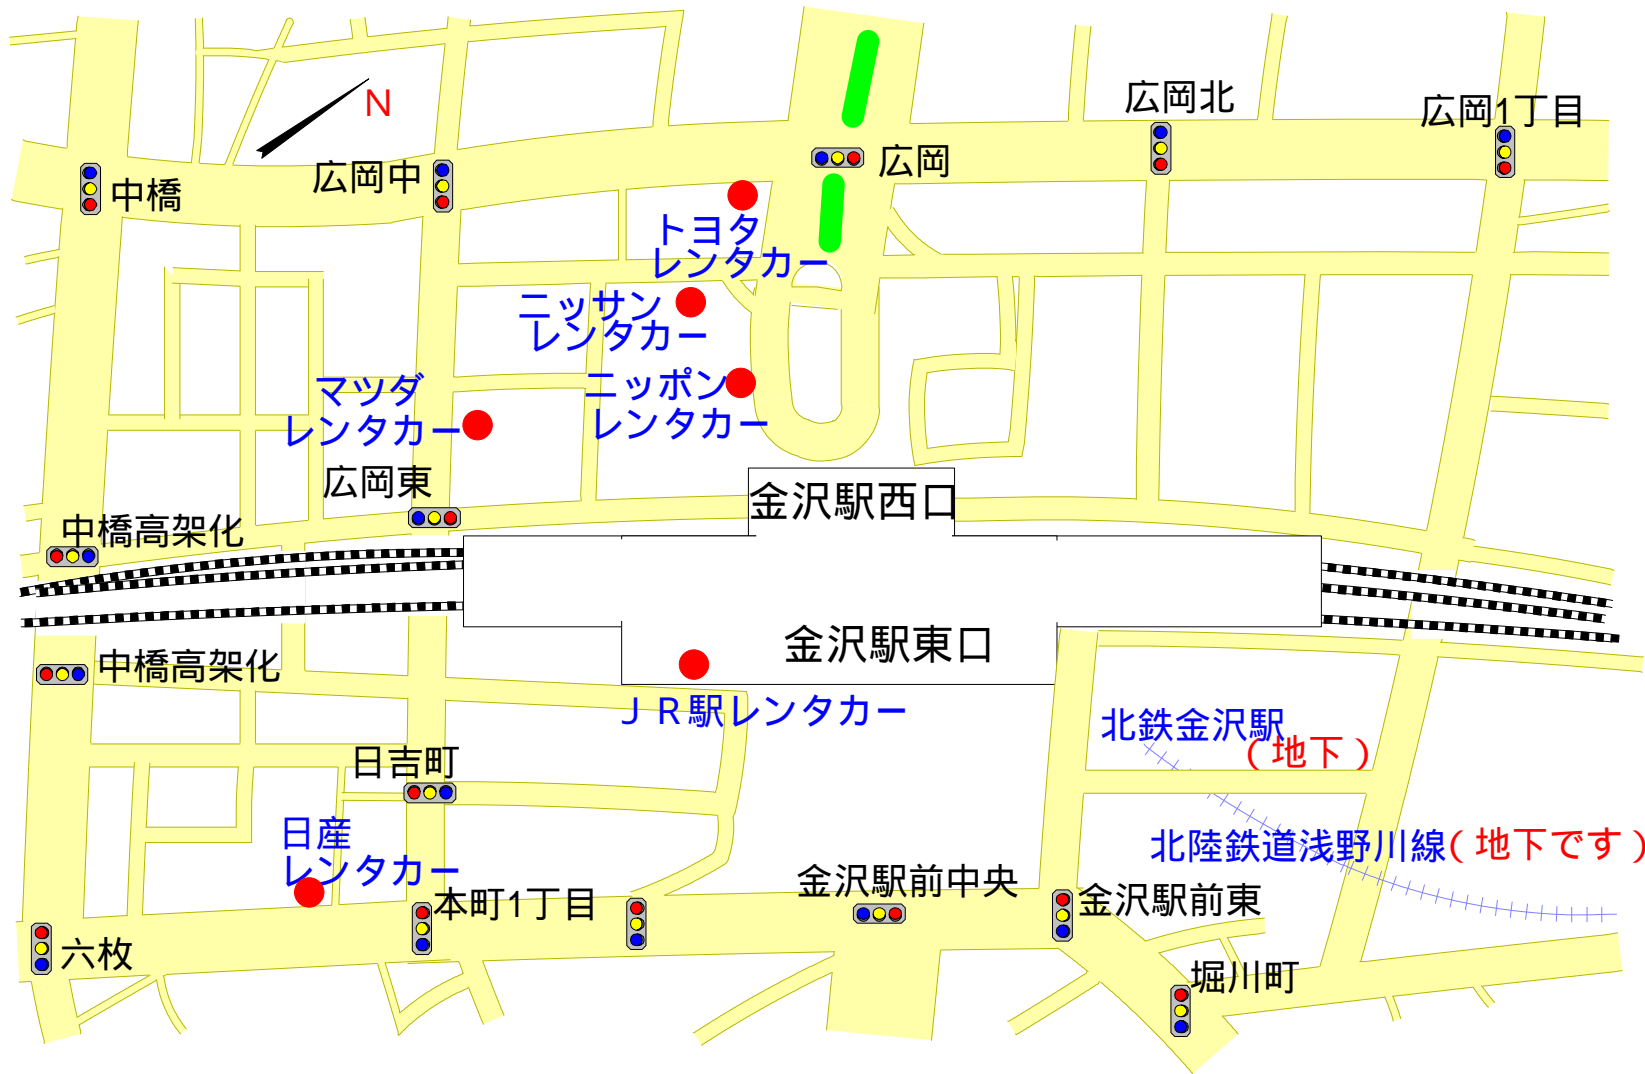 N
広岡北
広岡1丁目
中橋
広岡中
広岡
トヨタ
レンタカー
ニッサン
レンタカー
マツダ
レンタカー
ニッポン
レンタカー
広岡東
金沢駅西口
中橋高架化
金沢駅東口
中橋高架化
JR駅レンタカー
北鉄金沢駅
(地下)
日吉町
日産
レンタカー
北陸鉄道浅野川線(地下です)
本町1丁目
金沢駅前中央
金沢駅前東
六枚
堀川町